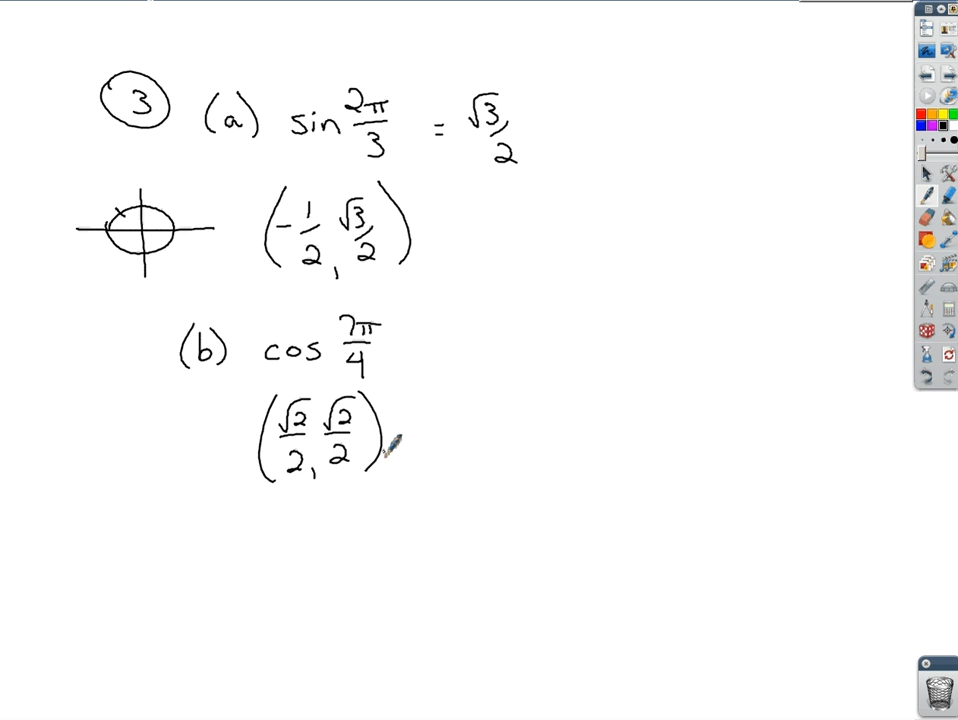 3 (a) sin 2π/3 = √3/2
(-1/2, √3/2)
(b) cos 7π/4
(√2/2, √2/2)